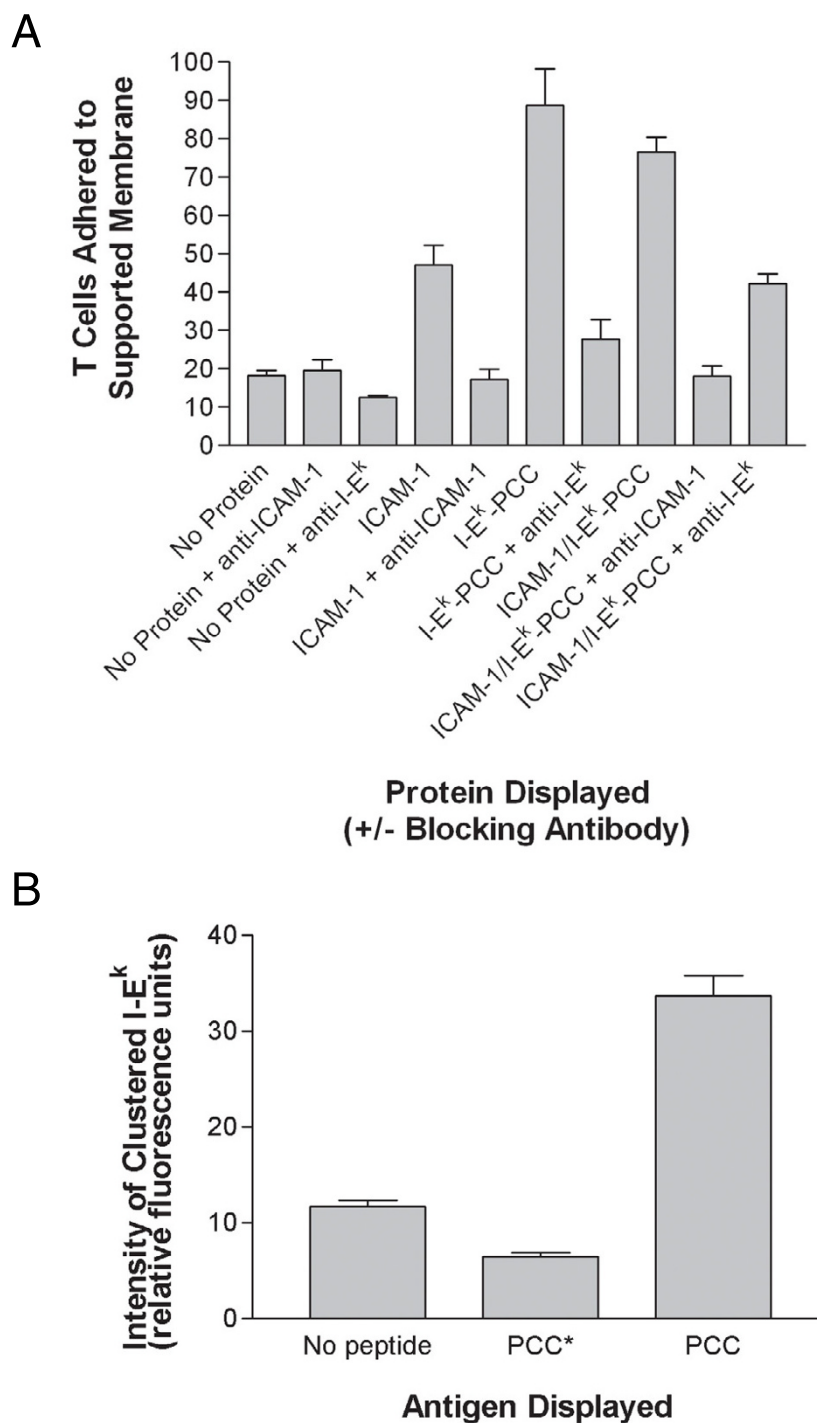 A
T Cells Adhered to
Supported Membrane
100
90
80
70
60
50
40
30
20
10
0
No Protein
No Protein + anti-ICAM-1
No Protein + anti-I-Eᵏ
ICAM-1
ICAM-1 + anti-ICAM-1
I-Eᵏ-PCC
I-Eᵏ-PCC + anti-I-Eᵏ
ICAM-1/I-Eᵏ-PCC
ICAM-1/I-Eᵏ-PCC + anti-ICAM-1
ICAM-1/I-Eᵏ-PCC + anti-I-Eᵏ
Protein Displayed
(+/- Blocking Antibody)
B
Intensity of Clustered I-Eᵏ
(relative fluorescence units)
40
30
20
10
0
No peptide
PCC*
PCC
Antigen Displayed